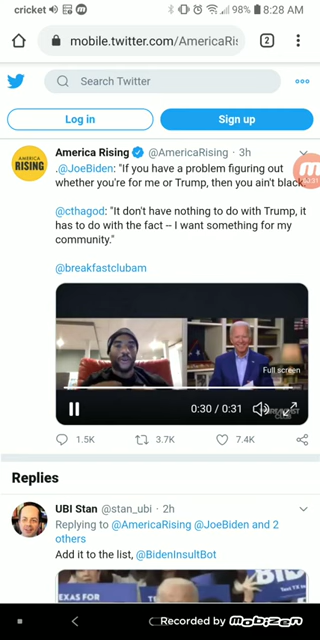 cricket 98% 8:28 AM
mobile.twitter.com/AmericaRis 2
Search Twitter
Log in Sign up
AMERICA
RISING
America Rising @AmericaRising · 3h
.@JoeBiden: "If you have a problem figuring out
whether you're for me or Trump, then you ain't black."
@cthagod: "It don't have nothing to do with Trump, it
has to do with the fact -- I want something for my
community."
@breakfastclubam
Full screen
0:30 / 0:31
BREAKFAST
CLUB
1.5K 3.7K 7.4K
Replies
UBI Stan @stan_ubi · 2h
Replying to @AmericaRising @JoeBiden and 2
others
Add it to the list, @BidenInsultBot
EXAS FOR
Recorded by Mobizen